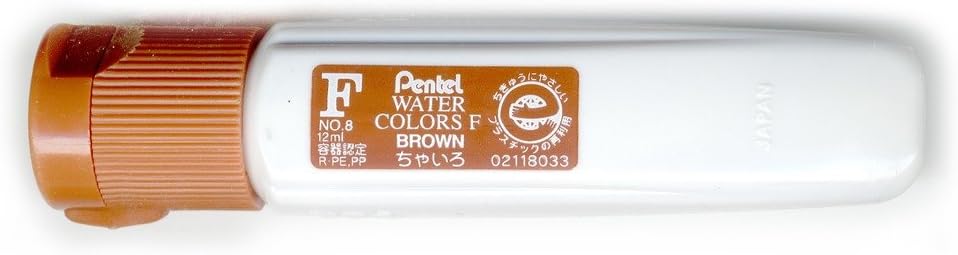 F
NO.8
12ml
容器認定
R-PE,PP
Pentel
WATER
COLORS F
BROWN
ちゃいろ
ちきゅうにやさしい
プラスチックの再利用
02118033
JAPAN